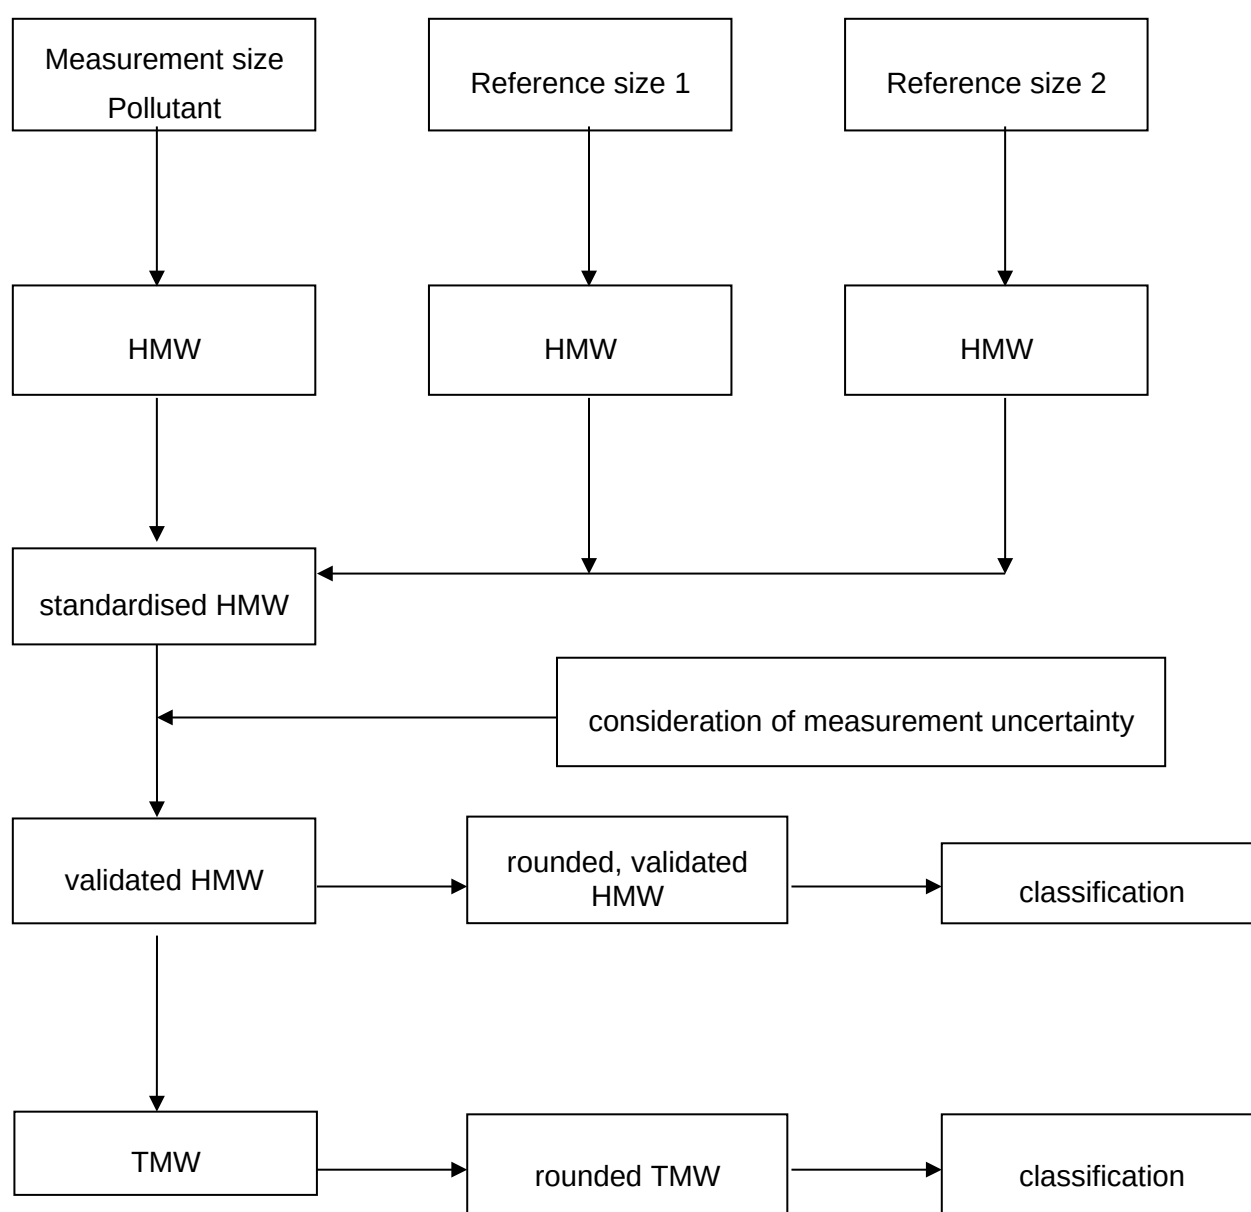 Measurement size
Pollutant
Reference size 1
Reference size 2
HMW
HMW
HMW
standardised HMW
consideration of measurement uncertainty
validated HMW
rounded, validated
HMW
classification
TMW
rounded TMW
classification